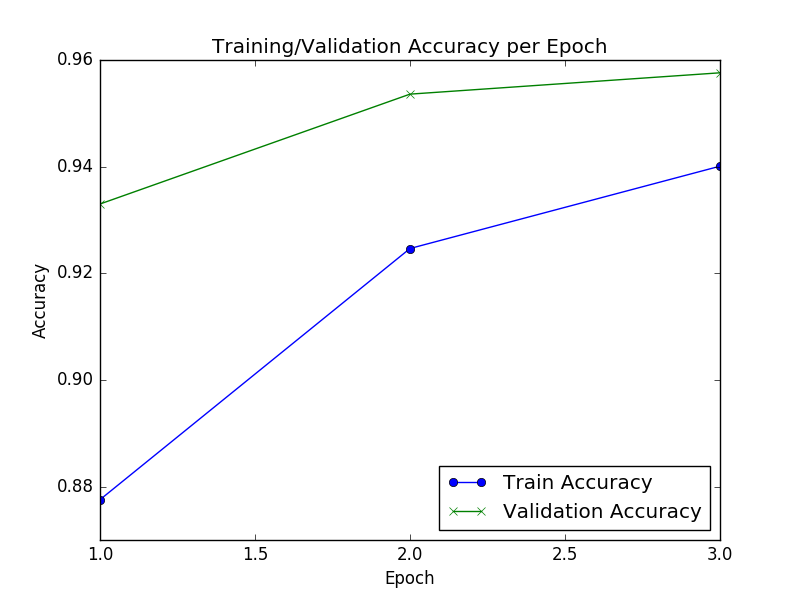 Training/Validation Accuracy per Epoch
0.96
0.94
0.92
0.90
0.88
Accuracy
1.0 1.5 2.0 2.5 3.0
Epoch
Train Accuracy
Validation Accuracy